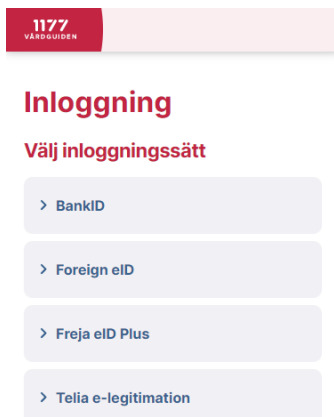 1177
VÅRDGUIDEN
Inloggning
Välj inloggningssätt
BankID
Foreign eID
Freja eID Plus
Telia e-legitimation